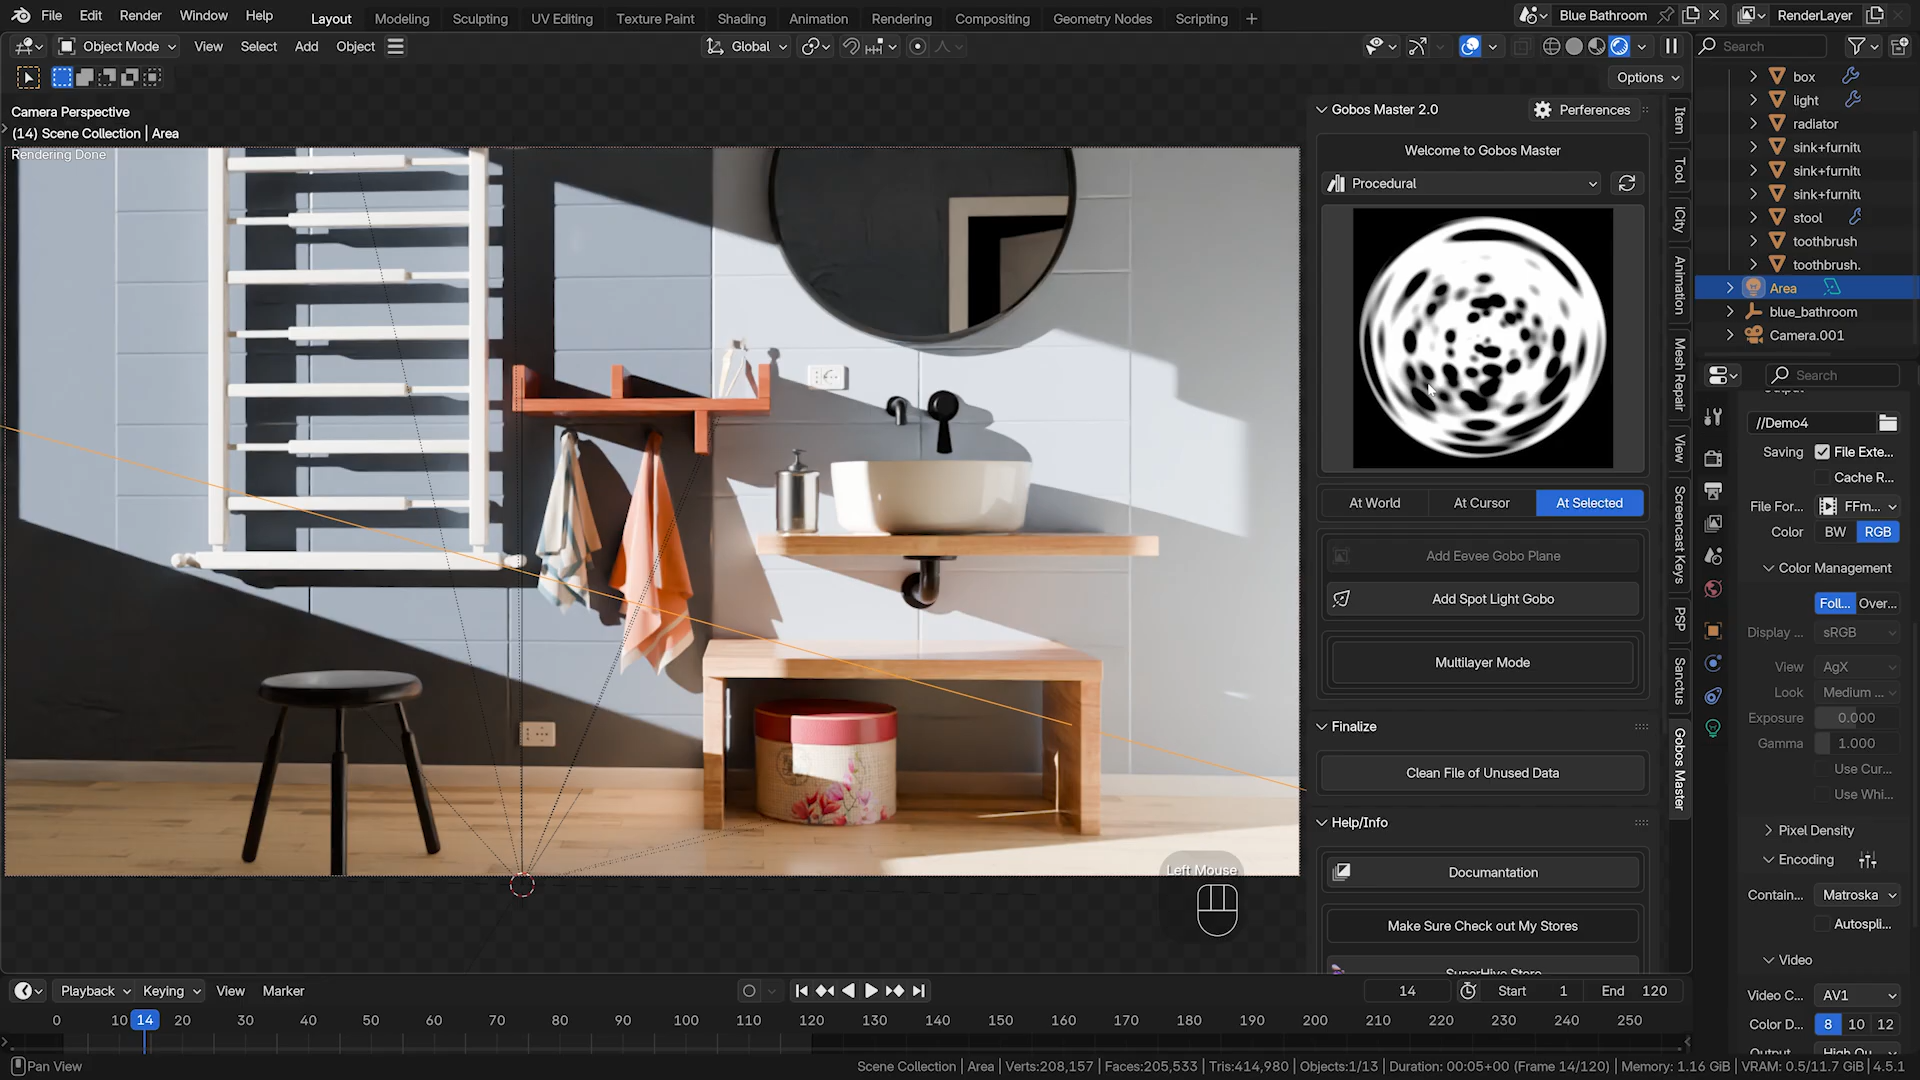 File Edit Render Window Help
Layout Modeling Sculpting UV Editing Texture Paint Shading Animation Rendering Compositing Geometry Nodes Scripting +
Blue Bathroom
RenderLayer
Object Mode View Select Add Object
Global
Search
Options
Camera Perspective
(14) Scene Collection | Area
Rendering Done
Gobos Master 2.0
Perferences
Welcome to Gobos Master
Procedural
At World At Cursor At Selected
Add Eevee Gobo Plane
Add Spot Light Gobo
Multilayer Mode
Finalize
Clean File of Unused Data
Help/Info
Documantation
Make Sure Check out My Stores
SuperHive Store
Item
Tool
iCity
Animation
Mesh Repair
View
Screencast Keys
PSP
Sanctus
Gobos Master
box
light
radiator
sink+furnitu
sink+furnitu
sink+furnitu
stool
toothbrush
toothbrush.
Area
blue_bathroom
Camera.001
Search
//Demo4
Saving File Exte...
Cache R...
File For... FFm...
Color BW RGB
Color Management
Foll... Over...
Display ... sRGB
View AgX
Look Medium ...
Exposure 0.000
Gamma 1.000
Use Cur...
Use Whi...
Pixel Density
Encoding
Contain... Matroska
Autospli...
Video
Video C... AV1
Color D... 8 10 12
Output High Qu...
Left Mouse
Playback Keying View Marker
14 Start 1 End 120
0 10 14 20 30 40 50 60 70 80 90 100 110 120 130 140 150 160 170 180 190 200 210 220 230 240 250
Pan View
Scene Collection | Area | Verts:208,157 | Faces:205,533 | Tris:414,980 | Objects:1/13 | Duration: 00:05+00 (Frame 14/120) | Memory: 1.16 GiB | VRAM: 0.5/11.7 GiB | 4.5.1